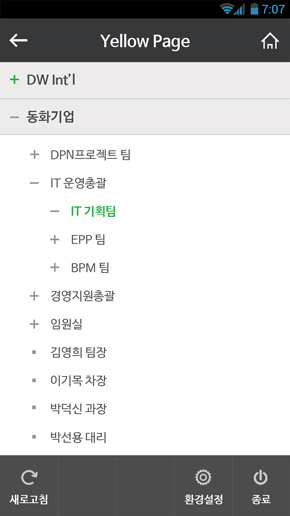 7:07
Yellow Page
DW Int'l
동화기업
DPN프로젝트 팀
IT 운영총괄
IT 기획팀
EPP 팀
BPM 팀
경영지원총괄
임원실
김영희 팀장
이기목 차장
박덕신 과장
박선용 대리
새로고침 환경설정 종료